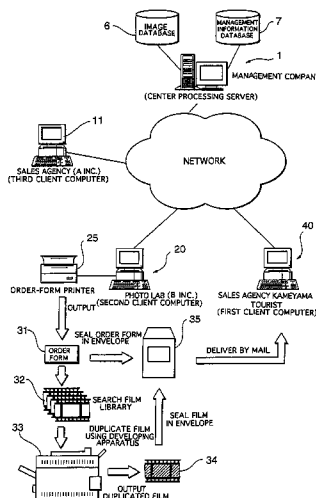 6
IMAGE DATABASE
7
MANAGEMENT INFORMATION DATABASE
1
MANAGEMENT COMPAN
(CENTER PROCESSING SERVER)
11
SALES AGENCY (A INC.)
(THIRD CLIENT COMPUTER)
NETWORK
25
ORDER-FORM PRINTER
20
PHOTO LAB (B INC.)
(SECOND CLIENT COMPUTER)
40
SALES AGENCY KAMEYAMA
TOURIST
(FIRST CLIENT COMPUTER)
OUTPUT
31
ORDER
FORM
SEAL ORDER FORM
IN ENVELOPE
35
DELIVER BY MAIL
32
SEARCH FILM
LIBRARY
DUPLICATE FILM
USING DEVELOPING
APPARATUS
SEAL FILM
IN ENVELOPE
33
34
OUTPUT
DUPLICATED FILM